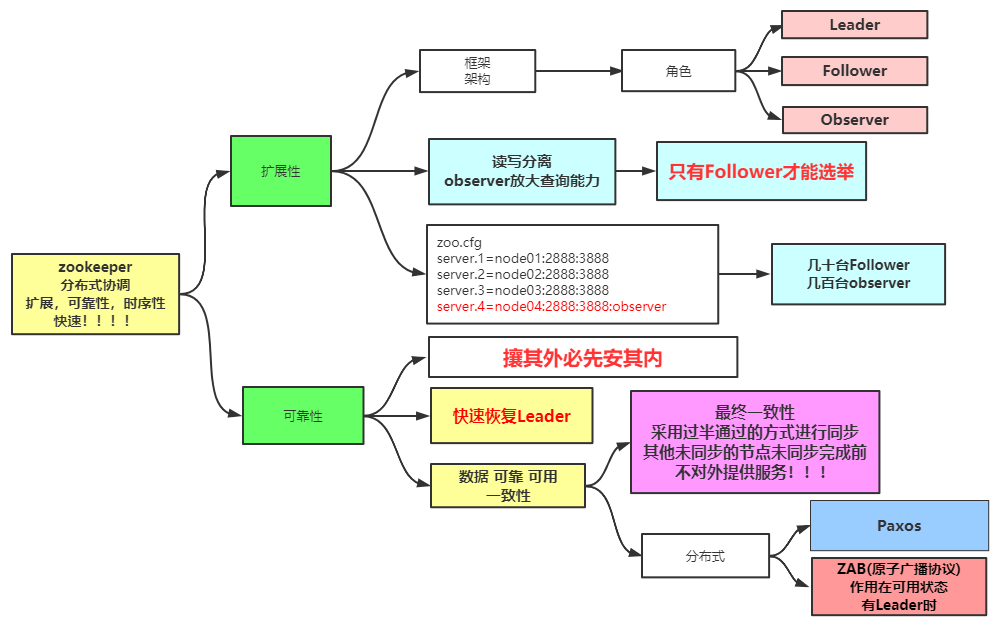 zookeeper
分布式协调
扩展，可靠性，时序性
快速！！！！
扩展性
框架
架构
角色
Leader
Follower
Observer
读写分离
observer放大查询能力
只有Follower才能选举
zoo.cfg
server.1=node01:2888:3888
server.2=node02:2888:3888
server.3=node03:2888:3888
server.4=node04:2888:3888:observer
几十台Follower
几百台observer
可靠性
攘其外必先安其内
快速恢复Leader
数据 可靠 可用
一致性
最终一致性
采用过半通过的方式进行同步
其他未同步的节点未同步完成前
不对外提供服务！！！
分布式
Paxos
ZAB(原子广播协议)
作用在可用状态
有Leader时